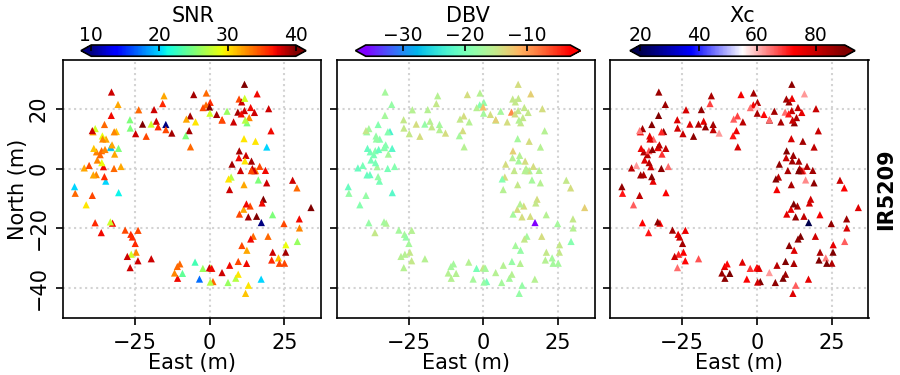 SNR DBV Xc
10 20 30 40 −30 −20 −10 20 40 60 80
North (m)
20
0
−20
−40
−25 0 25 −25 0 25 −25 0 25
East (m) East (m) East (m)
IR5209